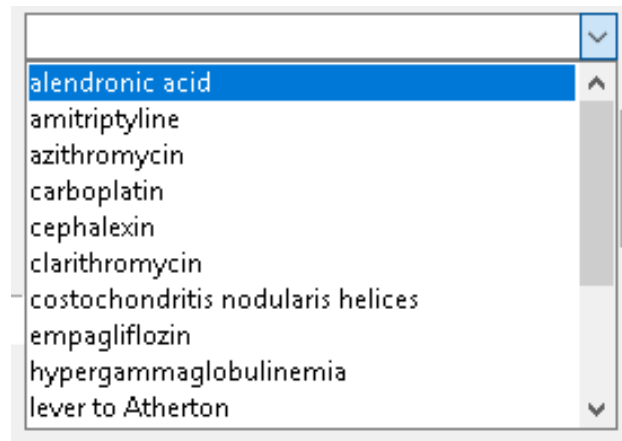 alendronic acid
amitriptyline
azithromycin
carboplatin
cephalexin
clarithromycin
costochondritis nodularis helices
empagliflozin
hypergammaglobulinemia
lever to Atherton